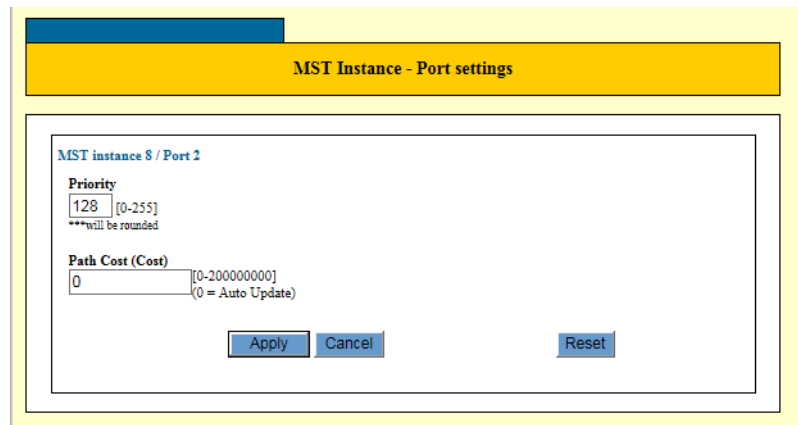 MST Instance - Port settings
MST instance 8 / Port 2
Priority
128 [0-255]
***will be rounded
Path Cost (Cost)
0 [0-200000000]
(0 = Auto Update)
Apply Cancel Reset